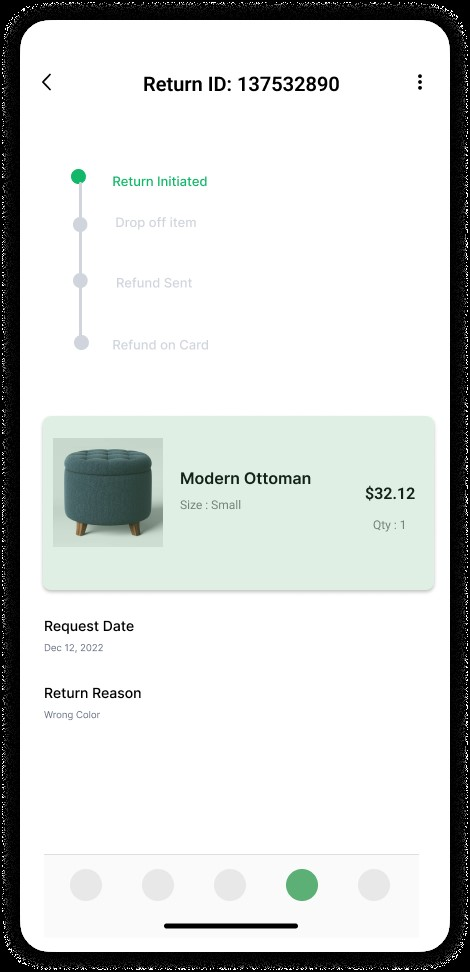 Return ID: 137532890
Return Initiated
Drop off item
Refund Sent
Refund on Card
Modern Ottoman
Size : Small
$32.12
Qty : 1
Request Date
Dec 12, 2022
Return Reason
Wrong Color